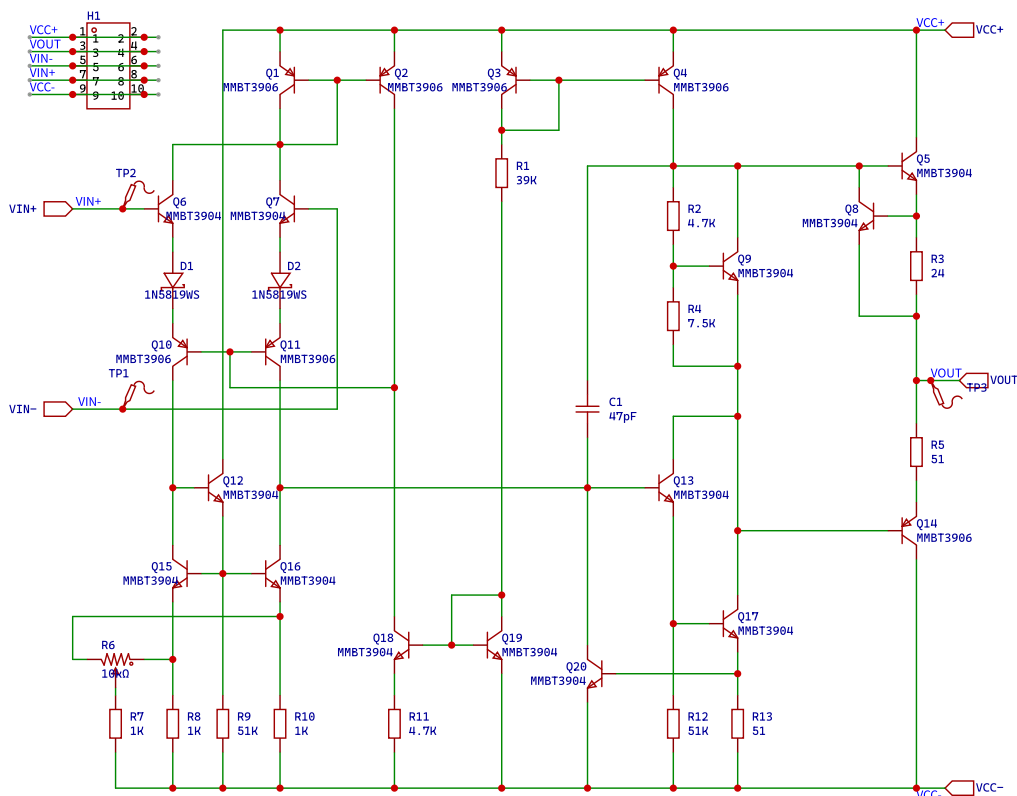 H1
VCC+ 1 1 2 2
VOUT 3 3 4 4
VIN- 5 5 6 6
VIN+ 7 7 8 8
VCC- 9 9 10 10
VCC+ VCC+
Q1 MMBT3906
Q2 MMBT3906
Q3 MMBT3906
Q4 MMBT3906
R1 39K
Q5 MMBT3904
TP2
VIN+ VIN+
Q6 MMBT3904
Q7 MMBT3904
R2 4.7K
Q8 MMBT3904
D1 1N5819WS
D2 1N5819WS
Q9 MMBT3904
R3 24
R4 7.5K
Q10 MMBT3906
Q11 MMBT3906
TP1
VIN- VIN-
VOUT VOUT
TP3
C1 47pF
R5 51
Q12 MMBT3904
Q13 MMBT3904
Q14 MMBT3906
Q15 MMBT3904
Q16 MMBT3904
Q17 MMBT3904
Q18 MMBT3904
Q19 MMBT3904
R6 10kΩ
Q20 MMBT3904
R7 1K
R8 1K
R9 51K
R10 1K
R11 4.7K
R12 51K
R13 51
VCC- VCC-